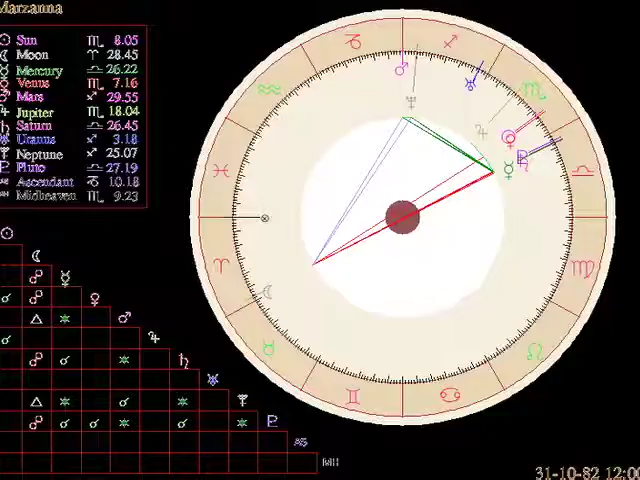 Marzanna
☉ Sun ♏ 8.05
☾ Moon ♈ 28.45
☿ Mercury ♎ 26.22
♀ Venus ♏ 7.16
♂ Mars ♐ 29.55
♃ Jupiter ♏ 18.04
♄ Saturn ♎ 26.45
♅ Uranus ♐ 3.18
Neptune ♐ 25.07
Pluto ♎ 27.19
Ascendant ♑ 10.18
Midheaven ♏ 9.23
31-10-82 12:00